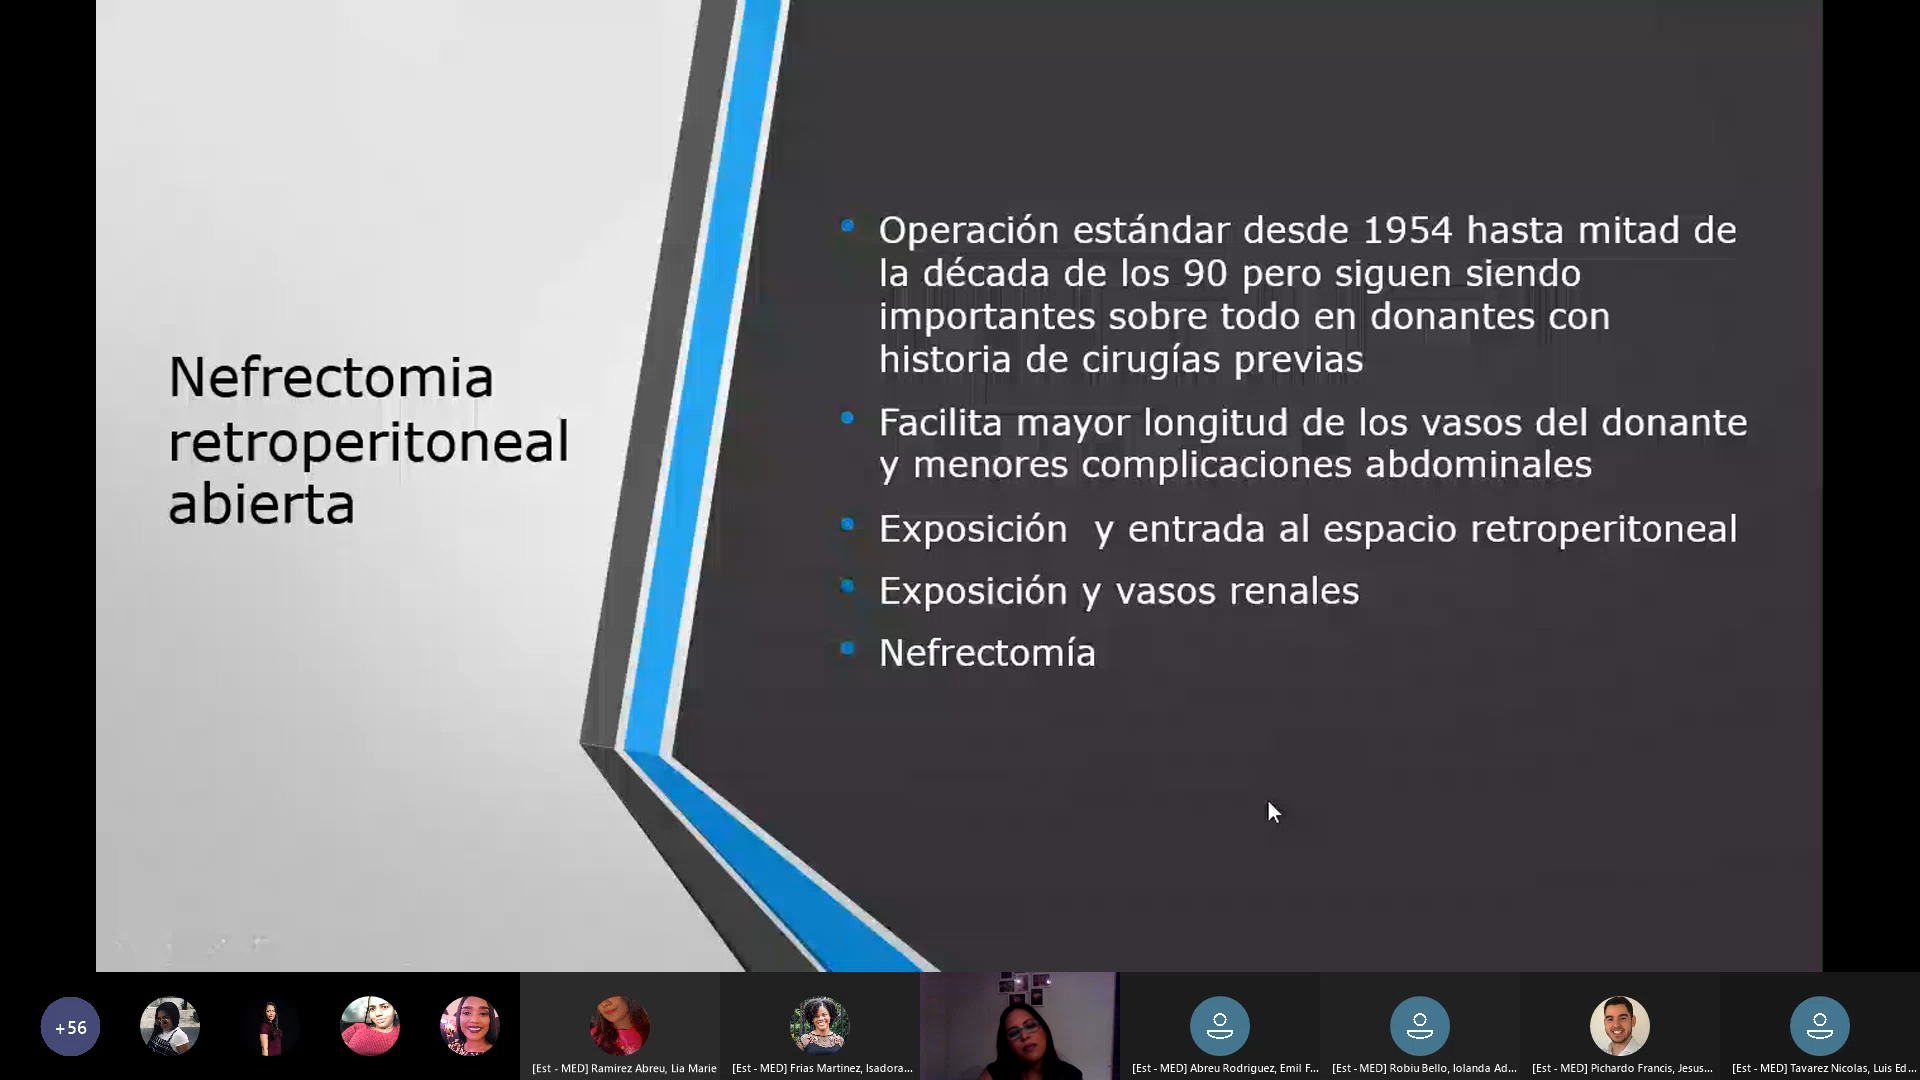 Nefrectomia
retroperitoneal
abierta
Operación estándar desde 1954 hasta mitad de
la década de los 90 pero siguen siendo
importantes sobre todo en donantes con
historia de cirugías previas
Facilita mayor longitud de los vasos del donante
y menores complicaciones abdominales
Exposición  y entrada al espacio retroperitoneal
Exposición y vasos renales
Nefrectomía
+56
[Est - MED] Ramirez Abreu, Lia Marie
[Est - MED] Frias Martinez, Isadora...
[Est - MED] Abreu Rodriguez, Emil F...
[Est - MED] Robiu Bello, Iolanda Ad...
[Est - MED] Pichardo Francis, Jesus...
[Est - MED] Tavarez Nicolas, Luis Ed...